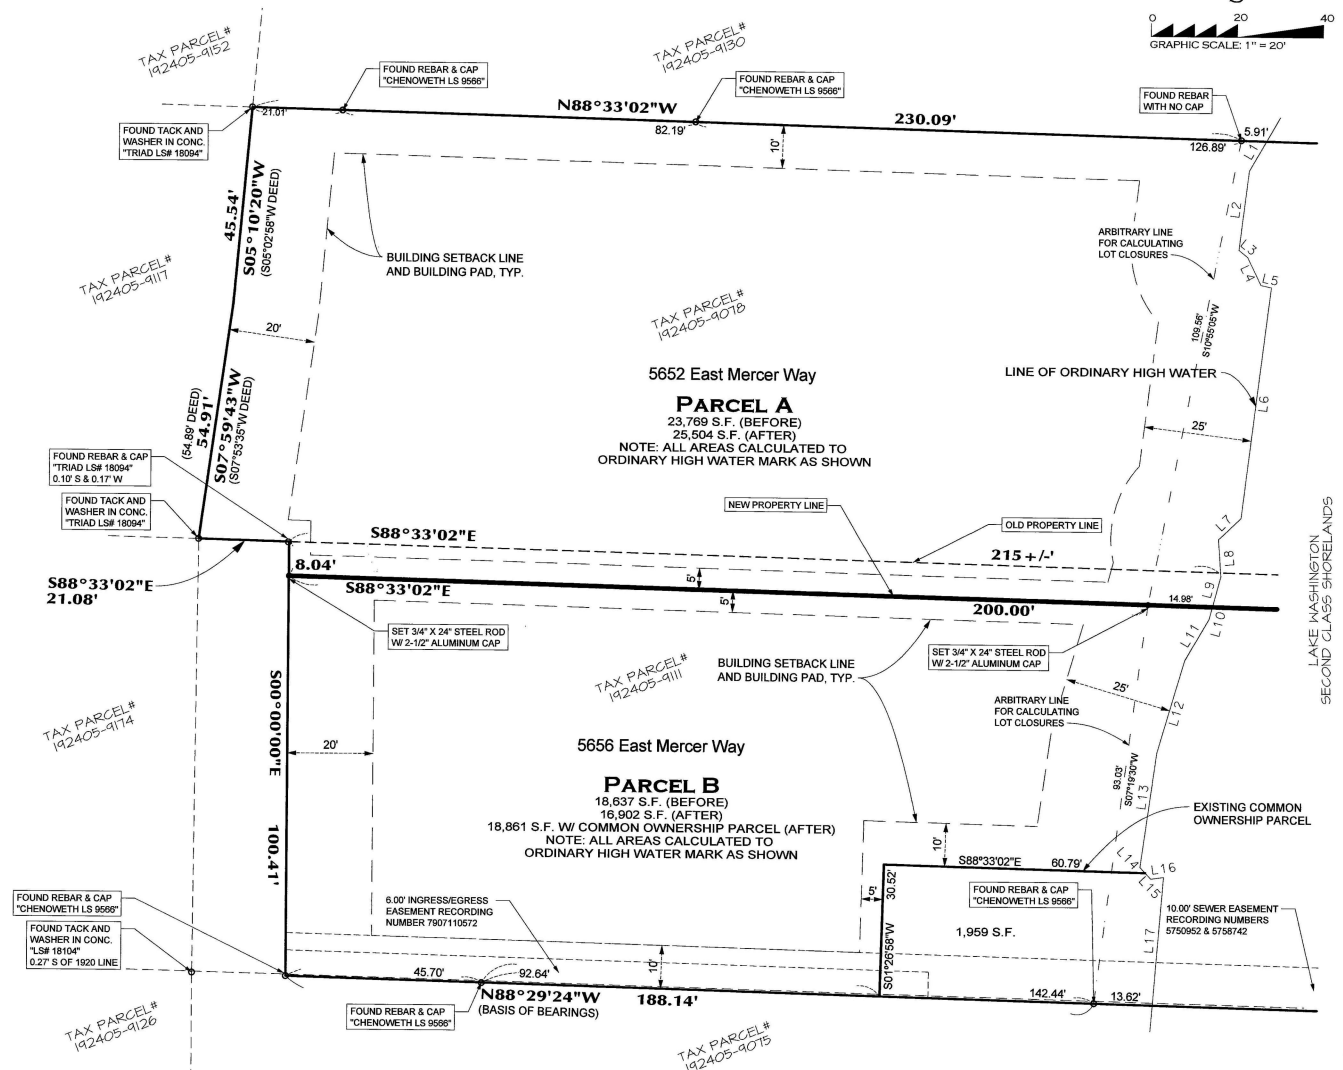 0 20 40
GRAPHIC SCALE: 1" = 20'
TAX PARCEL#
192405-9152
TAX PARCEL#
192405-9130
FOUND REBAR & CAP
"CHENOWETH LS 9566"
FOUND REBAR & CAP
"CHENOWETH LS 9566"
FOUND REBAR
WITH NO CAP
21.01'
N88°33'02"W
82.19'
230.09'
5.91'
126.89'
FOUND TACK AND
WASHER IN CONC.
"TRIAD LS# 18094"
10'
L1
L2
L3
L4
L5
45.54'
S05°10'20"W
(S05°02'58"W DEED)
BUILDING SETBACK LINE
AND BUILDING PAD, TYP.
ARBITRARY LINE
FOR CALCULATING
LOT CLOSURES
TAX PARCEL#
192405-9117
TAX PARCEL#
192405-9078
20'
109.56'
S10°55'05"W
LINE OF ORDINARY HIGH WATER
L6
5652 East Mercer Way
PARCEL A
23,769 S.F. (BEFORE)
25,504 S.F. (AFTER)
NOTE: ALL AREAS CALCULATED TO
ORDINARY HIGH WATER MARK AS SHOWN
25'
(54.89' DEED)
54.91'
S07°59'43"W
(S07°53'35"W DEED)
FOUND REBAR & CAP
"TRIAD LS# 18094"
0.10' S & 0.17' W
FOUND TACK AND
WASHER IN CONC.
"TRIAD LS# 18094"
NEW PROPERTY LINE
OLD PROPERTY LINE
L7
L8
S88°33'02"E
215 +/-'
S88°33'02"E
21.08'
8.04'
S88°33'02"E
5'
5'
200.00'
14.98'
L9
L10
L11
LAKE WASHINGTON
SECOND CLASS SHORELANDS
SET 3/4" X 24" STEEL ROD
W/ 2-1/2" ALUMINUM CAP
TAX PARCEL#
192405-9111
BUILDING SETBACK LINE
AND BUILDING PAD, TYP.
SET 3/4" X 24" STEEL ROD
W/ 2-1/2" ALUMINUM CAP
25'
ARBITRARY LINE
FOR CALCULATING
LOT CLOSURES
L12
TAX PARCEL#
192405-9174
S00°00'00"E
100.41'
20'
5656 East Mercer Way
PARCEL B
18,637 S.F. (BEFORE)
16,902 S.F. (AFTER)
18,861 S.F. W/ COMMON OWNERSHIP PARCEL (AFTER)
NOTE: ALL AREAS CALCULATED TO
ORDINARY HIGH WATER MARK AS SHOWN
93.03'
S07°19'30"W
L13
EXISTING COMMON
OWNERSHIP PARCEL
10'
S88°33'02"E
60.79'
L14
L16
L15
5'
30.52'
S01°26'58"W
FOUND REBAR & CAP
"CHENOWETH LS 9566"
1,959 S.F.
10.00' SEWER EASEMENT
RECORDING NUMBERS
5750952 & 5758742
L17
FOUND REBAR & CAP
"CHENOWETH LS 9566"
FOUND TACK AND
WASHER IN CONC.
"LS# 18104"
0.27' S OF 1920 LINE
6.00' INGRESS/EGRESS
EASEMENT RECORDING
NUMBER 7907110572
10'
45.70'
92.64'
N88°29'24"W
(BASIS OF BEARINGS)
188.14'
142.44'
13.62'
FOUND REBAR & CAP
"CHENOWETH LS 9566"
TAX PARCEL#
192405-9126
TAX PARCEL#
192405-9075